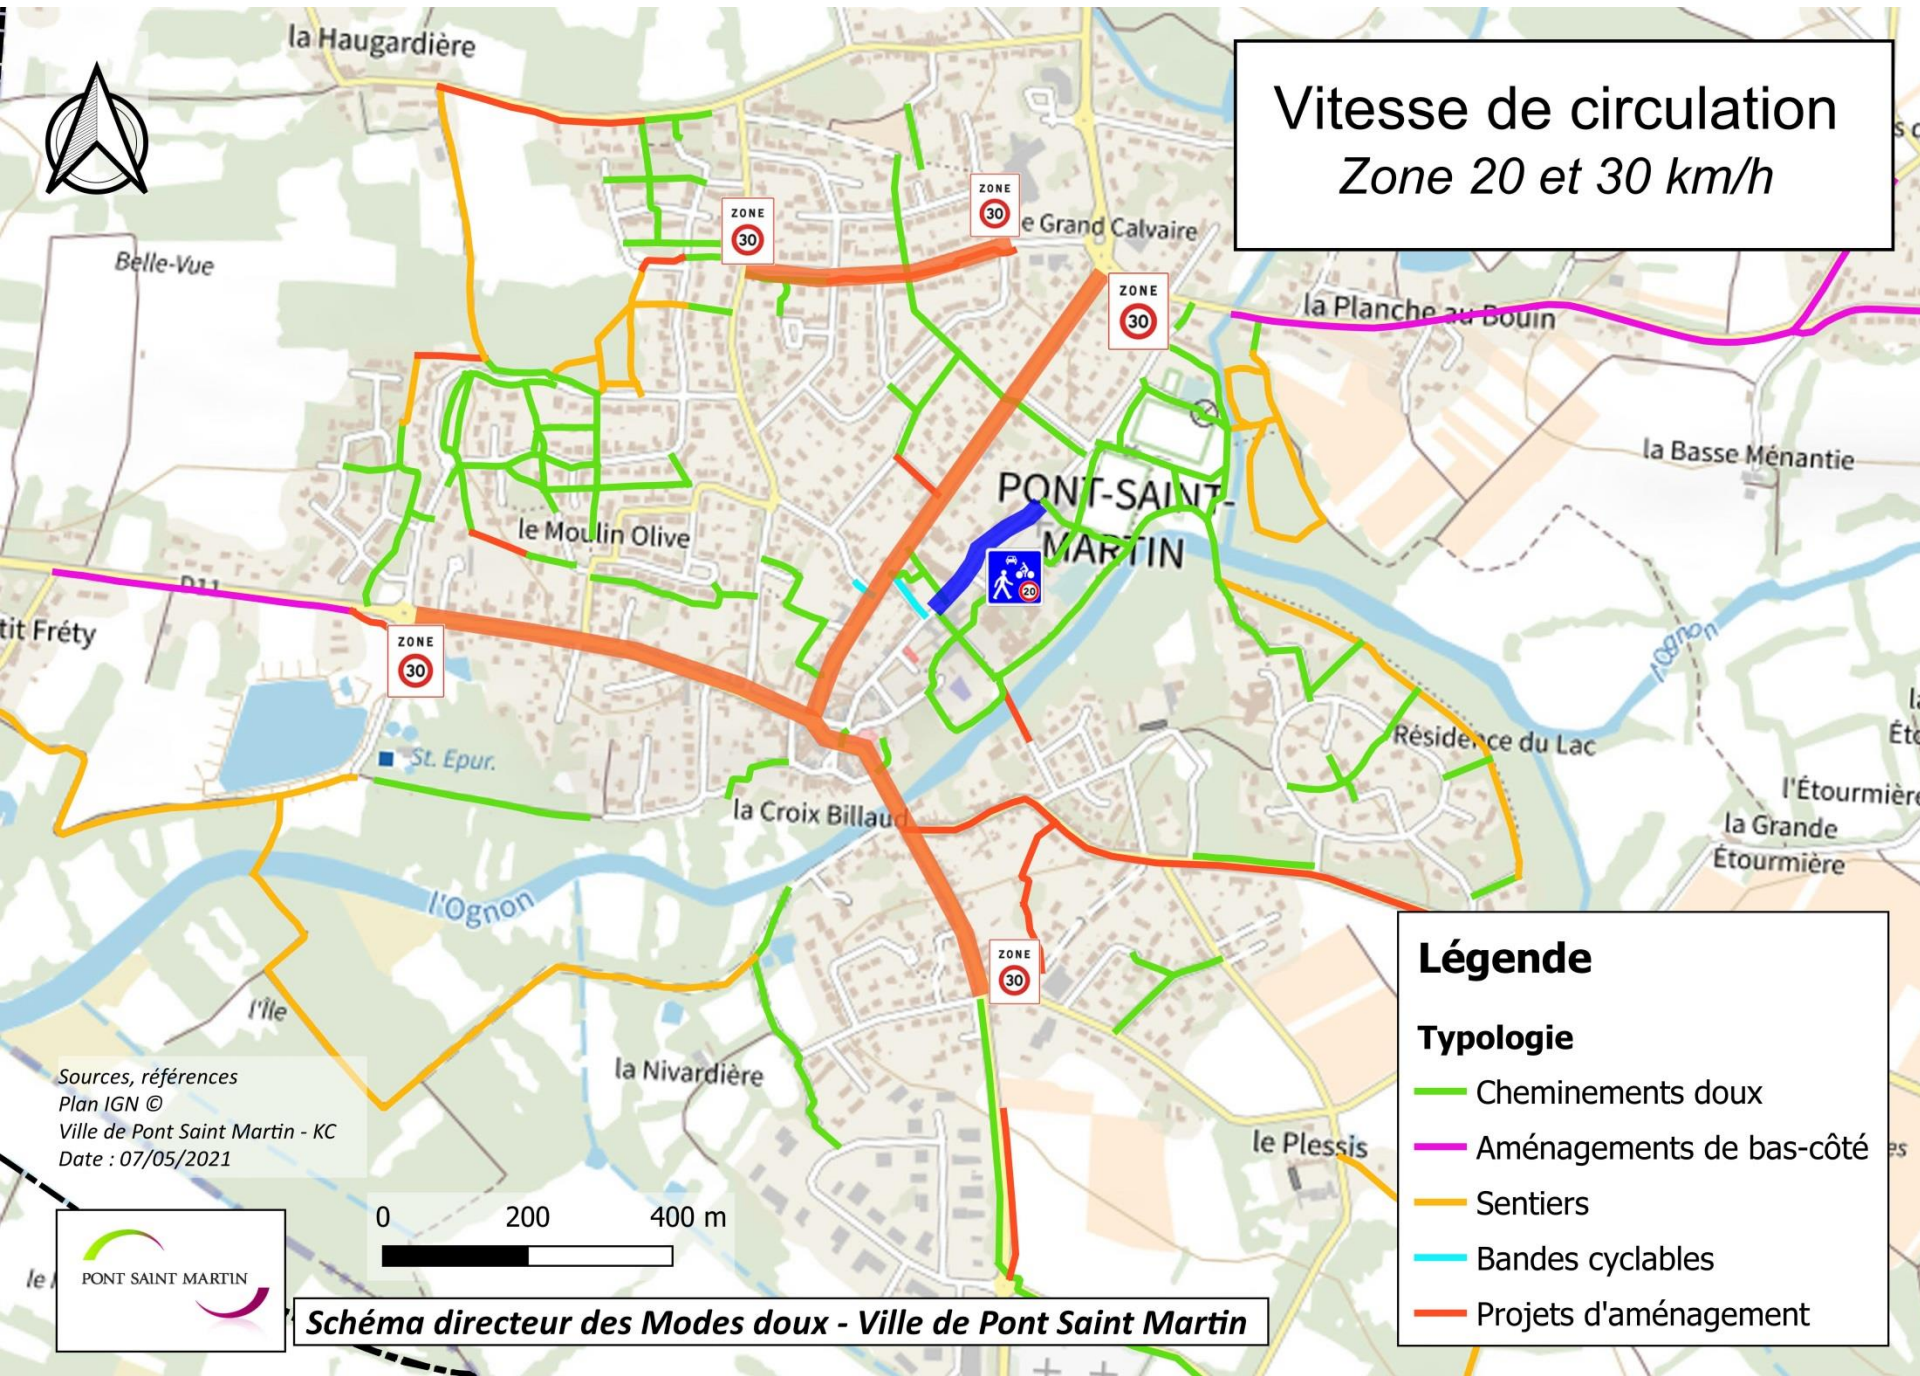 la Haugardière
Vitesse de circulation
Zone 20 et 30 km/h
ZONE
30
ZONE
30
e Grand Calvaire
Belle-Vue
ZONE
30
la Planche au Bouin
la Basse Ménantie
PONT-SAINT-
MARTIN
le Moulin Olive
20
D11
tit Fréty
ZONE
30
l'Ognon
Résidence du Lac
St. Epur.
l'Étourmière
la Croix Billaud
la Grande
Étourmière
l'Ognon
ZONE
30
l'Île
la Nivardière
le Plessis
Légende
Typologie
Cheminements doux
Aménagements de bas-côté
Sentiers
Bandes cyclables
Projets d'aménagement
Sources, références
Plan IGN ©
Ville de Pont Saint Martin - KC
Date : 07/05/2021
0 200 400 m
PONT SAINT MARTIN
Schéma directeur des Modes doux - Ville de Pont Saint Martin